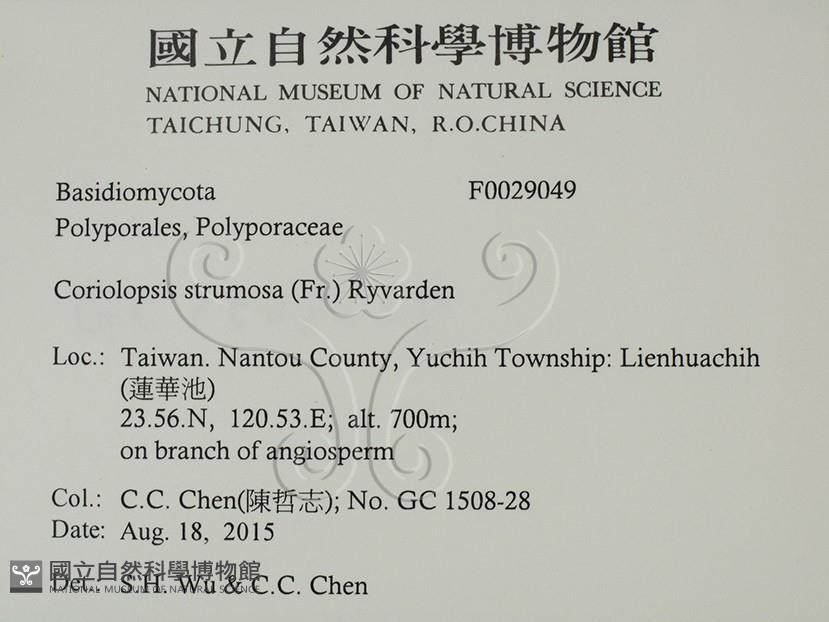 國立自然科學博物館
NATIONAL MUSEUM OF NATURAL SCIENCE
TAICHUNG, TAIWAN, R.O.CHINA
Basidiomycota F0029049
Polyporales, Polyporaceae
Coriolopsis strumosa (Fr.) Ryvarden
Loc.: Taiwan. Nantou County, Yuchih Township: Lienhuachih
(蓮華池)
23.56.N, 120.53.E; alt. 700m;
on branch of angiosperm
Col.: C.C. Chen(陳哲志); No. GC 1508-28
Date: Aug. 18, 2015
Det.: S.H. Wu & C.C. Chen
國立自然科學博物館
NATIONAL MUSEUM OF NATURAL SCIENCE